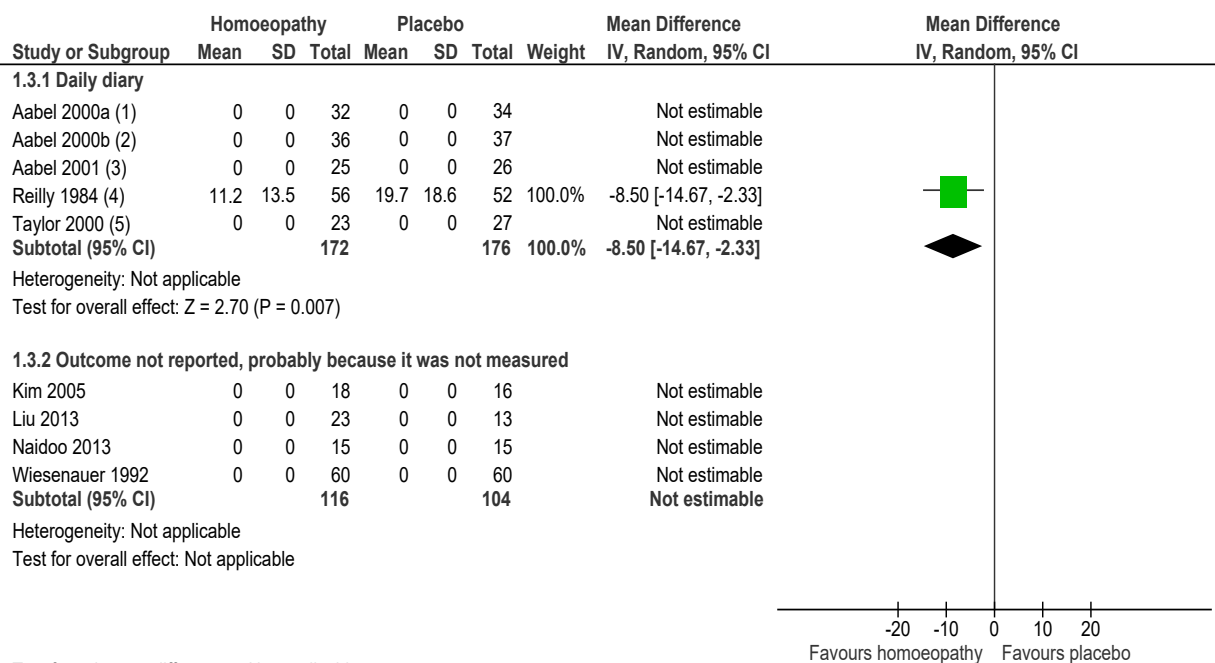 Homoeopathy Placebo Mean Difference Mean Difference
Study or Subgroup Mean SD Total Mean SD Total Weight IV, Random, 95% CI IV, Random, 95% CI
1.3.1 Daily diary
Aabel 2000a (1) 0 0 32 0 0 34 Not estimable
Aabel 2000b (2) 0 0 36 0 0 37 Not estimable
Aabel 2001 (3) 0 0 25 0 0 26 Not estimable
Reilly 1984 (4) 11.2 13.5 56 19.7 18.6 52 100.0% -8.50 [-14.67, -2.33]
Taylor 2000 (5) 0 0 23 0 0 27 Not estimable
Subtotal (95% CI) 172 176 100.0% -8.50 [-14.67, -2.33]
Heterogeneity: Not applicable
Test for overall effect: Z = 2.70 (P = 0.007)
1.3.2 Outcome not reported, probably because it was not measured
Kim 2005 0 0 18 0 0 16 Not estimable
Liu 2013 0 0 23 0 0 13 Not estimable
Naidoo 2013 0 0 15 0 0 15 Not estimable
Wiesenauer 1992 0 0 60 0 0 60 Not estimable
Subtotal (95% CI) 116 104 Not estimable
Heterogeneity: Not applicable
Test for overall effect: Not applicable
-20 -10 0 10 20
Favours homoeopathy Favours placebo